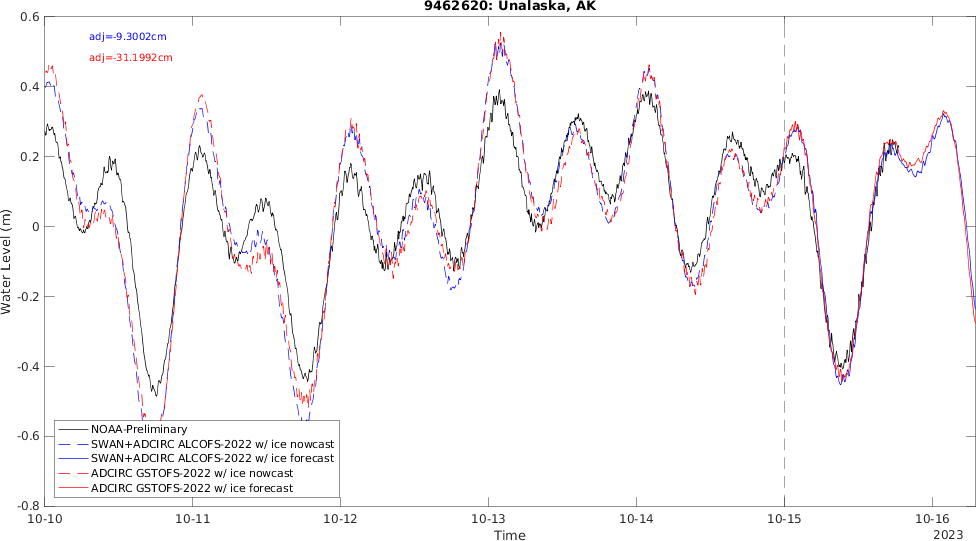 9462620: Unalaska, AK
adj=-9.3002cm
adj=-31.1992cm
Water Level (m)
0.6
0.4
0.2
0
-0.2
-0.4
-0.6
-0.8
NOAA-Preliminary
SWAN+ADCIRC ALCOFS-2022 w/ ice nowcast
SWAN+ADCIRC ALCOFS-2022 w/ ice forecast
ADCIRC GSTOFS-2022 w/ ice nowcast
ADCIRC GSTOFS-2022 w/ ice forecast
10-10 10-11 10-12 10-13 10-14 10-15 10-16
Time
2023